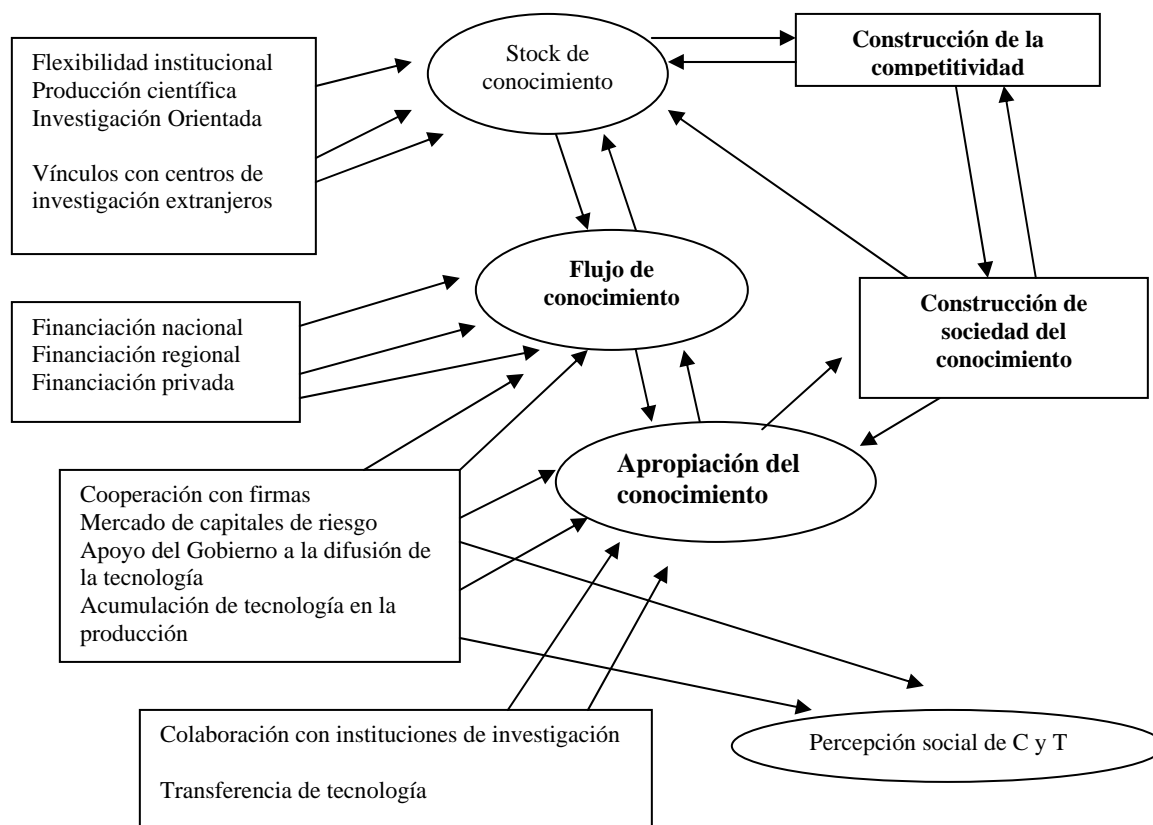 Flexibilidad institucional
Producción científica
Investigación Orientada
Vínculos con centros de
investigación extranjeros
Stock de
conocimiento
Construcción de la
competitividad
Flujo de
conocimiento
Construcción de
sociedad del
conocimiento
Financiación nacional
Financiación regional
Financiación privada
Apropiación del
conocimiento
Cooperación con firmas
Mercado de capitales de riesgo
Apoyo del Gobierno a la difusión de
la tecnología
Acumulación de tecnología en la
producción
Colaboración con instituciones de investigación
Transferencia de tecnología
Percepción social de C y T